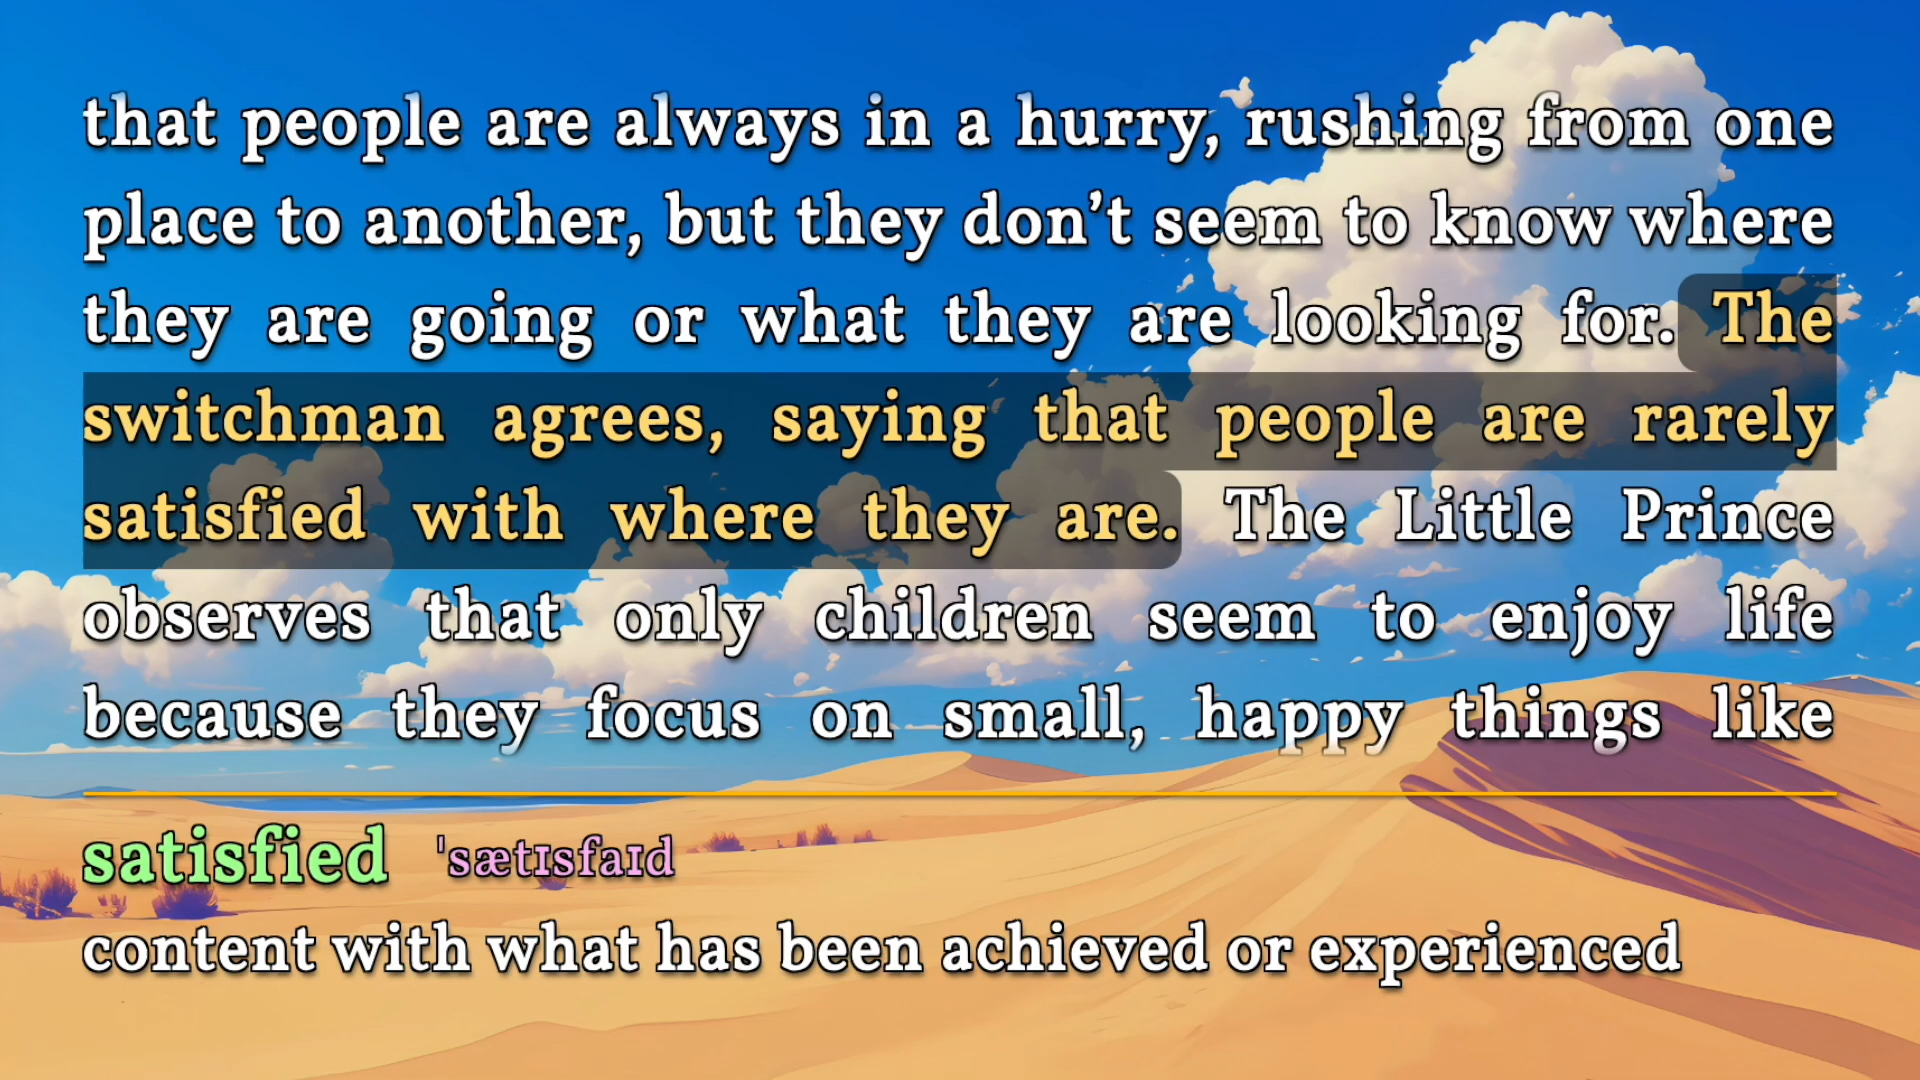 that people are always in a hurry, rushing from one
place to another, but they don’t seem to know where
they are going or what they are looking for. The
switchman agrees, saying that people are rarely
satisfied with where they are. The Little Prince
observes that only children seem to enjoy life
because they focus on small, happy things like
satisfied ˈsætɪsfaɪd
content with what has been achieved or experienced